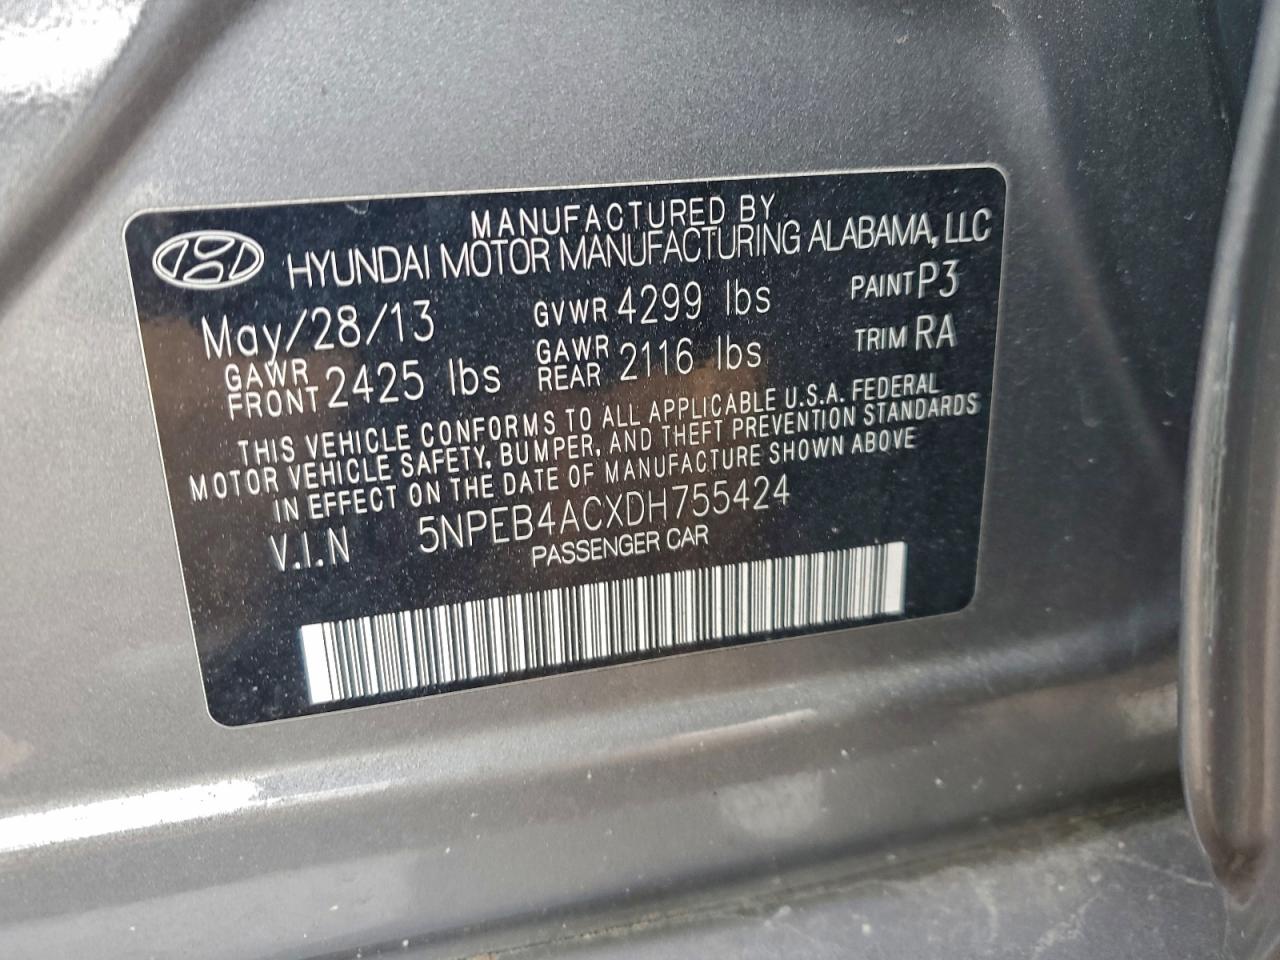 MANUFACTURED BY
HYUNDAI MOTOR MANUFACTURING ALABAMA, LLC
May/28/13 GVWR 4299 lbs PAINT P3
GAWR FRONT 2425 lbs GAWR REAR 2116 lbs TRIM RA
THIS VEHICLE CONFORMS TO ALL APPLICABLE U.S.A. FEDERAL
MOTOR VEHICLE SAFETY, BUMPER, AND THEFT PREVENTION STANDARDS
IN EFFECT ON THE DATE OF MANUFACTURE SHOWN ABOVE
V.I.N 5NPEB4ACXDH755424
PASSENGER CAR